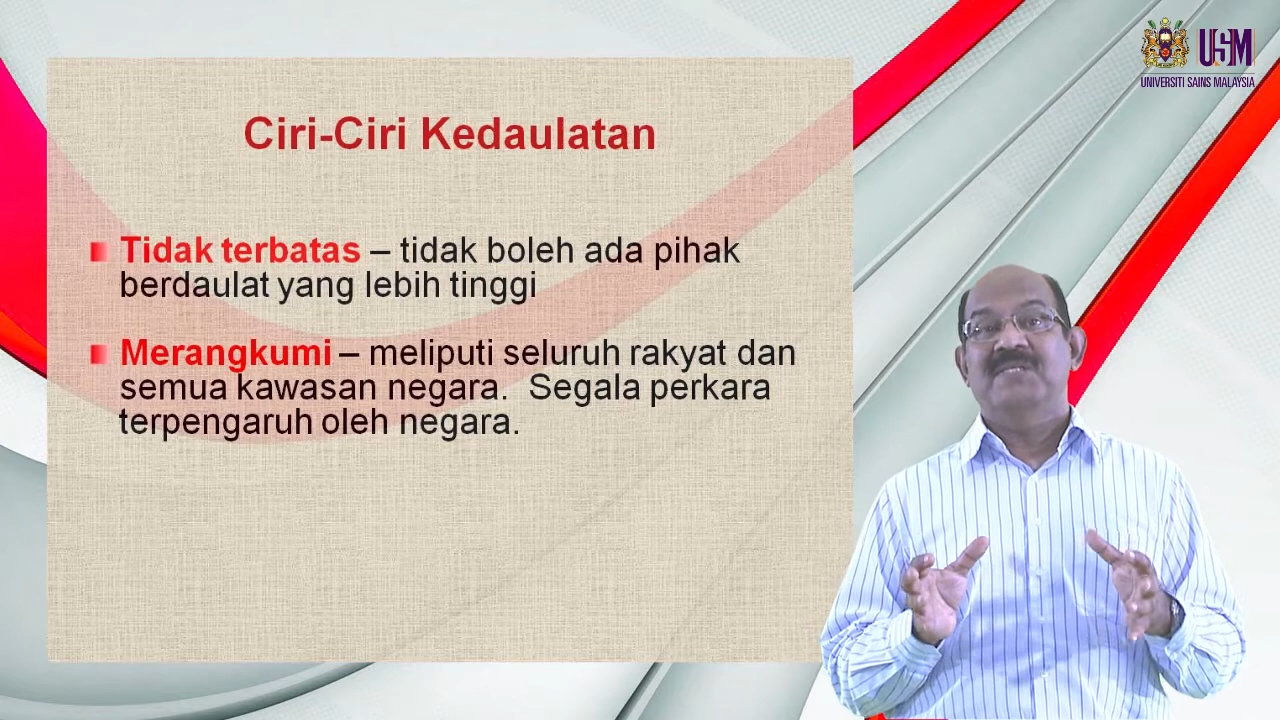 USM
UNIVERSITI SAINS MALAYSIA
Ciri-Ciri Kedaulatan
Tidak terbatas – tidak boleh ada pihak
berdaulat yang lebih tinggi
Merangkumi – meliputi seluruh rakyat dan
semua kawasan negara.  Segala perkara
terpengaruh oleh negara.